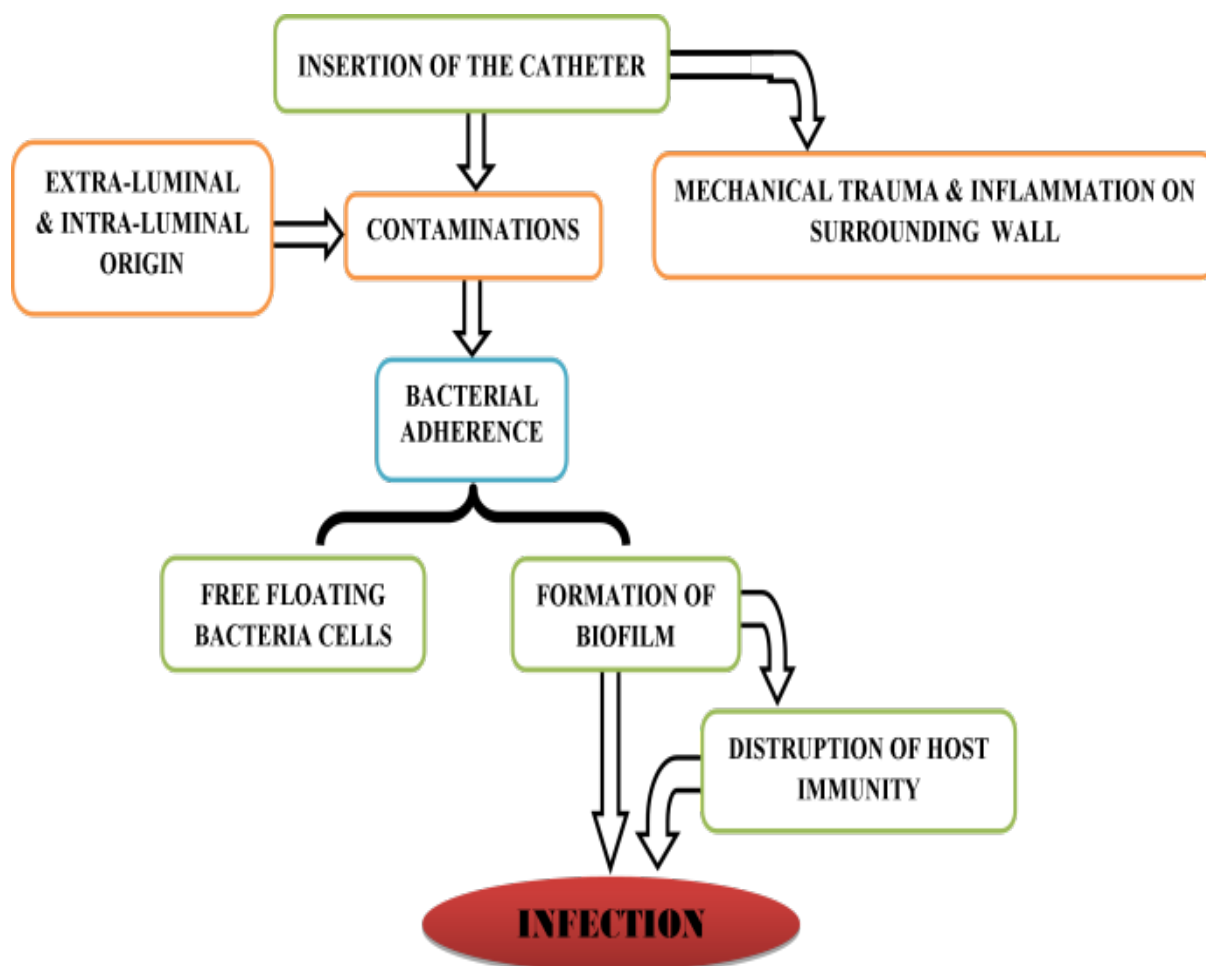 INSERTION OF THE CATHETER
EXTRA-LUMINAL
& INTRA-LUMINAL
ORIGIN
CONTAMINATIONS
MECHANICAL TRAUMA & INFLAMMATION ON
SURROUNDING WALL
BACTERIAL
ADHERENCE
FREE FLOATING
BACTERIA CELLS
FORMATION OF
BIOFILM
DISTRUPTION OF HOST
IMMUNITY
INFECTION